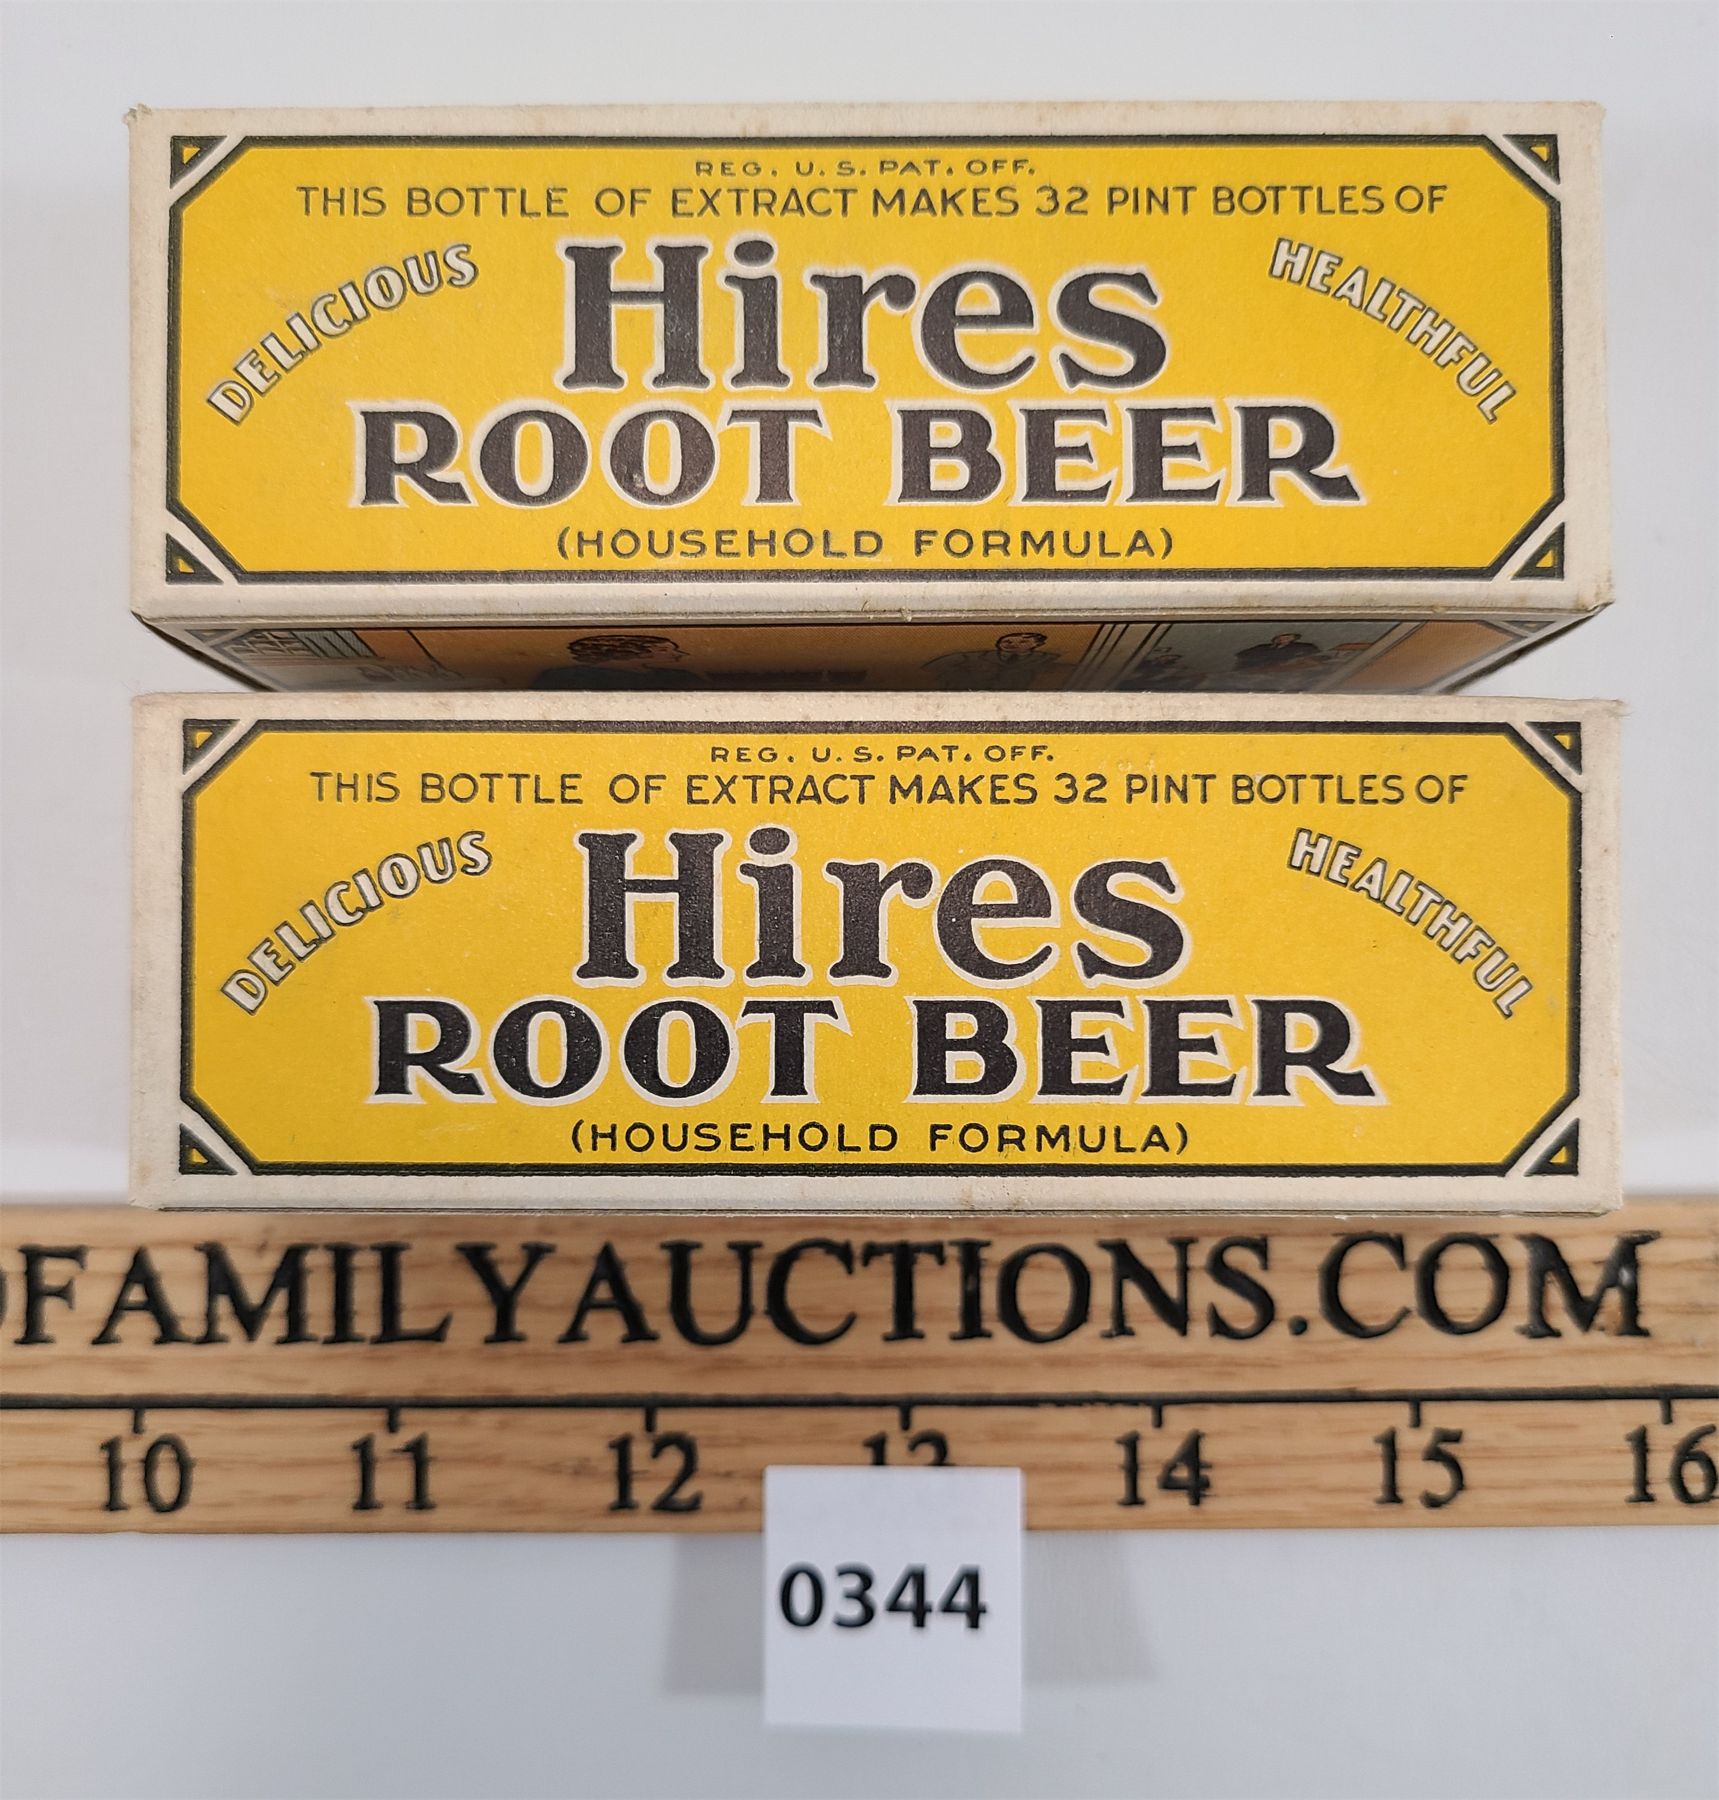 REG. U. S. PAT. OFF.
THIS BOTTLE OF EXTRACT MAKES 32 PINT BOTTLES OF
DELICIOUS
HEALTHFUL
Hires
ROOT BEER
(HOUSEHOLD FORMULA)
REG. U. S. PAT. OFF.
THIS BOTTLE OF EXTRACT MAKES 32 PINT BOTTLES OF
DELICIOUS
HEALTHFUL
Hires
ROOT BEER
(HOUSEHOLD FORMULA)
FAMILYAUCTIONS.COM
10 11 12 13 14 15 16
0344